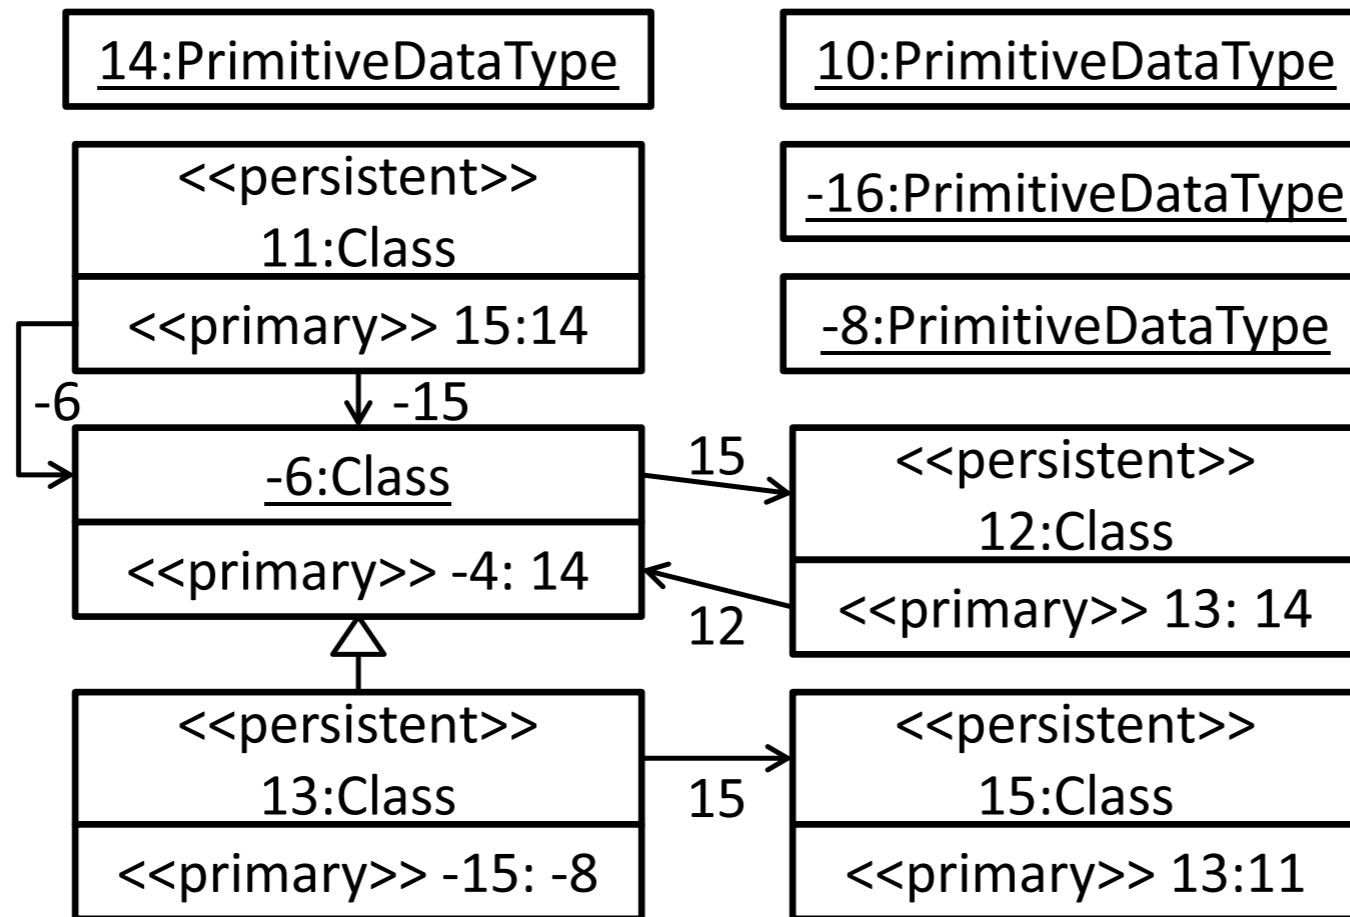 14:PrimitiveDataType
10:PrimitiveDataType
<<persistent>>
11:Class
<<primary>> 15:14
-16:PrimitiveDataType
-8:PrimitiveDataType
-6
-15
-6:Class
<<primary>> -4: 14
15
12
<<persistent>>
12:Class
<<primary>> 13: 14
<<persistent>>
13:Class
<<primary>> -15: -8
15
<<persistent>>
15:Class
<<primary>> 13:11